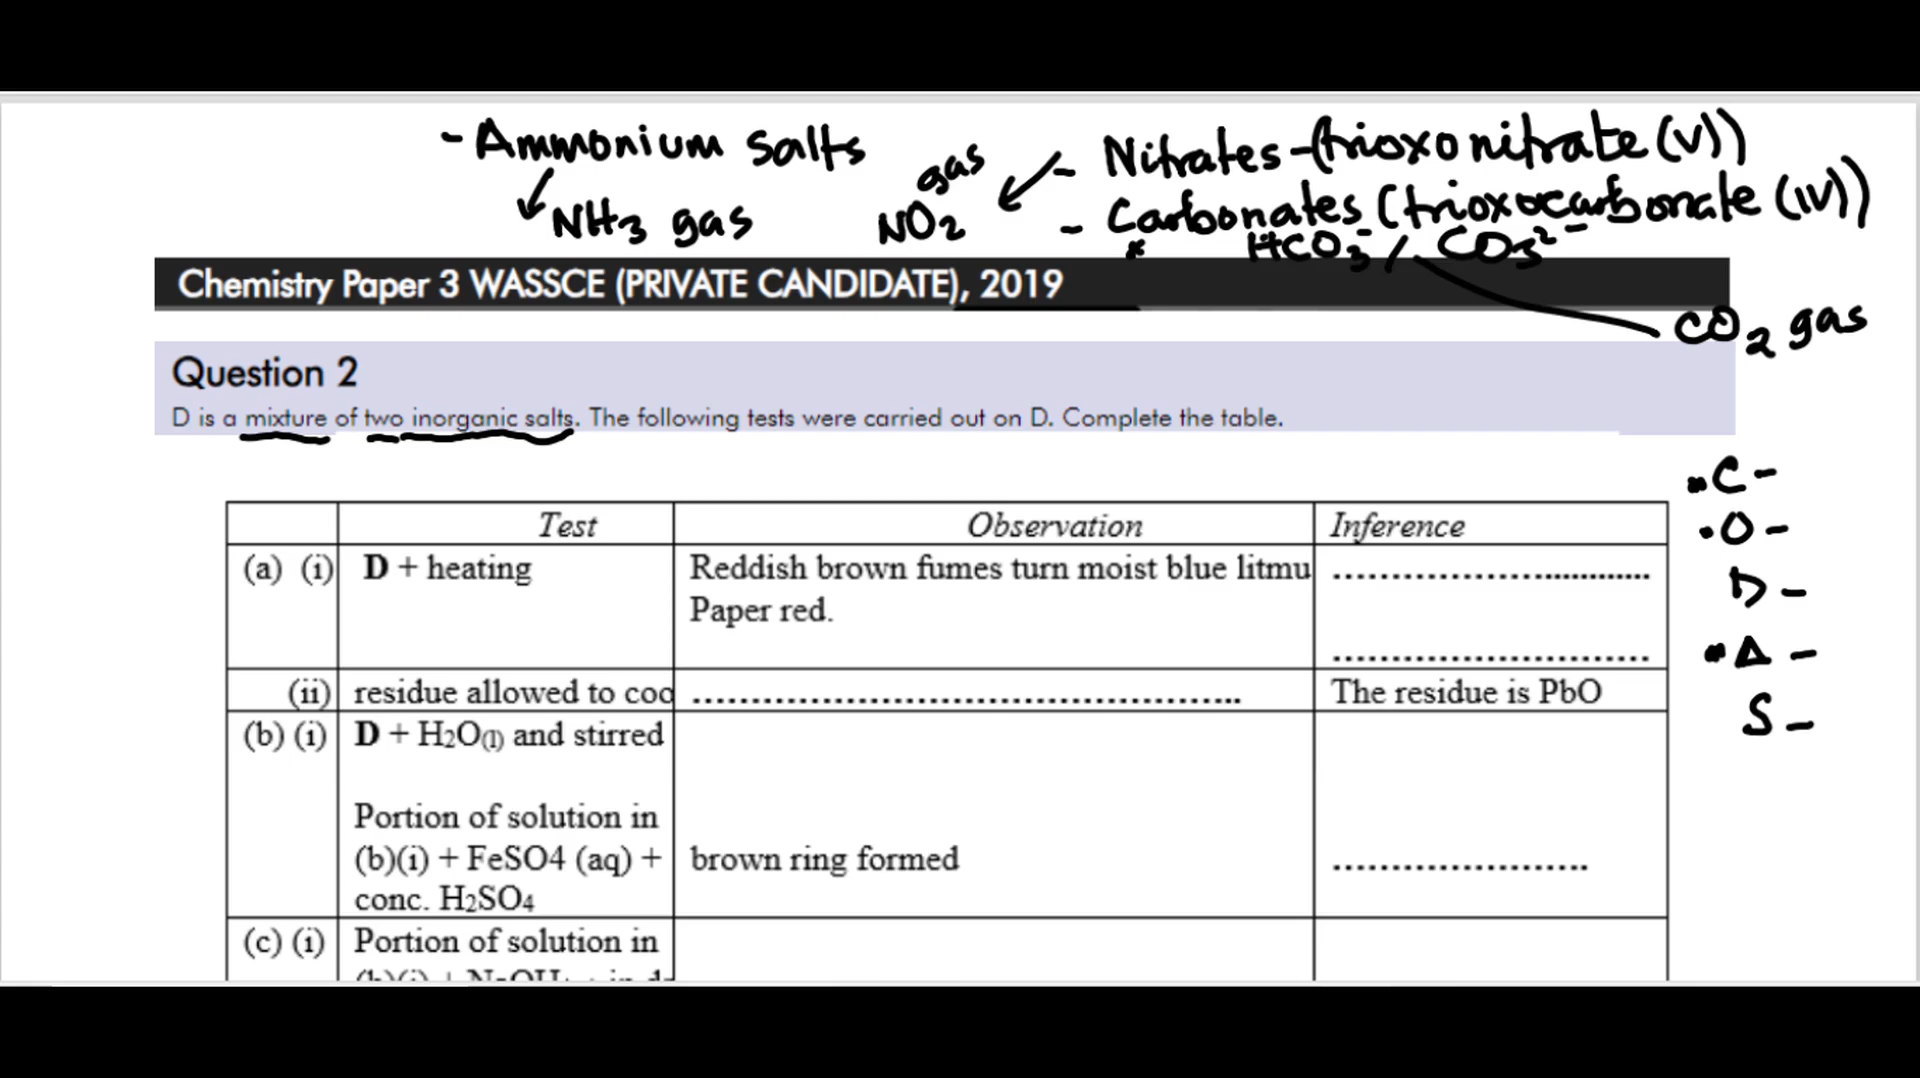 - Ammonium salts
NH3 gas
NO2 gas
- Nitrates - (trioxonitrate (V))
- Carbonates (trioxocarbonate (IV))
HCO3- / CO3 2-
CO2 gas
Chemistry Paper 3 WASSCE (PRIVATE CANDIDATE), 2019
Question 2
D is a mixture of two inorganic salts. The following tests were carried out on D. Complete the table.
Test Observation Inference
(a) (i) D + heating Reddish brown fumes turn moist blue litmu ................................
Paper red.
................................
(ii) residue allowed to coo ................................................ The residue is PbO
(b) (i) D + H2O(l) and stirred
Portion of solution in
(b)(i) + FeSO4 (aq) + brown ring formed .........................
conc. H2SO4
(c) (i) Portion of solution in
C -
O -
D -
A -
S -